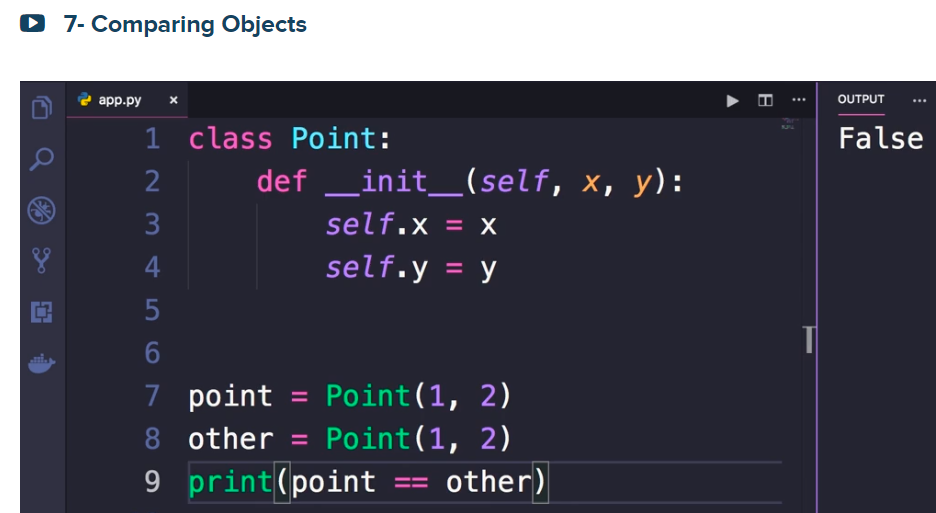 7- Comparing Objects
app.py x
OUTPUT
1 class Point:
False
2     def __init__(self, x, y):
3         self.x = x
4         self.y = y
5
6
7 point = Point(1, 2)
8 other = Point(1, 2)
9 print(point == other)